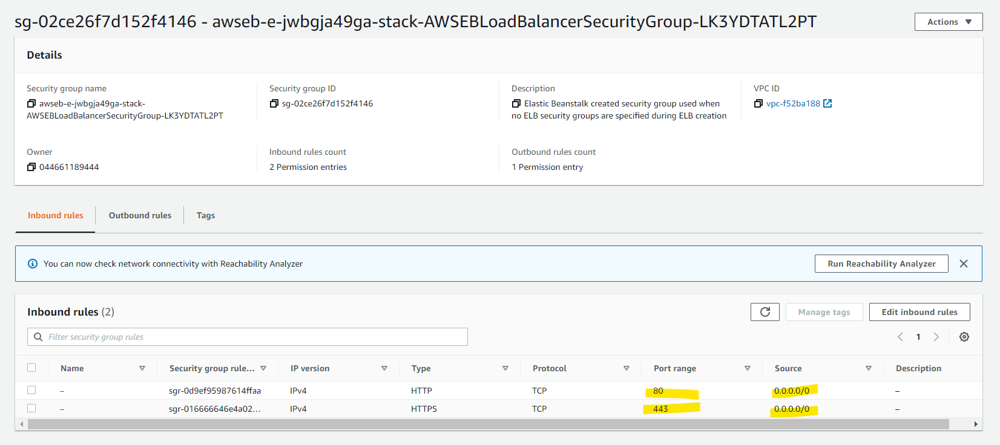 sg-02ce26f7d152f4146 - awseb-e-jwbgja49ga-stack-AWSEBLoadBalancerSecurityGroup-LK3YDTATL2PT
Actions
Details
Security group name
awseb-e-jwbgja49ga-stack-
AWSEBLoadBalancerSecurityGroup-LK3YDTATL2PT
Security group ID
sg-02ce26f7d152f4146
Description
Elastic Beanstalk created security group used when
no ELB security groups are specified during ELB creation
VPC ID
vpc-f52ba188
Owner
044661189444
Inbound rules count
2 Permission entries
Outbound rules count
1 Permission entry
Inbound rules Outbound rules Tags
You can now check network connectivity with Reachability Analyzer
Run Reachability Analyzer
Inbound rules (2)
Manage tags
Edit inbound rules
Filter security group rules
1
Name Security group rule... IP version Type Protocol Port range Source Description
– sgr-0d9ef95987614ffaa IPv4 HTTP TCP 80 0.0.0.0/0 –
– sgr-016666646e4a02... IPv4 HTTPS TCP 443 0.0.0.0/0 –